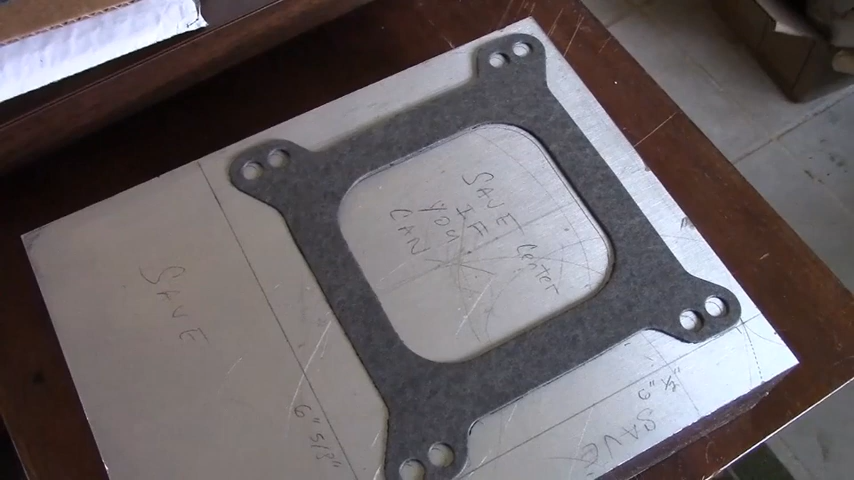 SAVE
SAVE
IF
YOU
CAN
Center
6" 5/8"
6" ½
SAVE